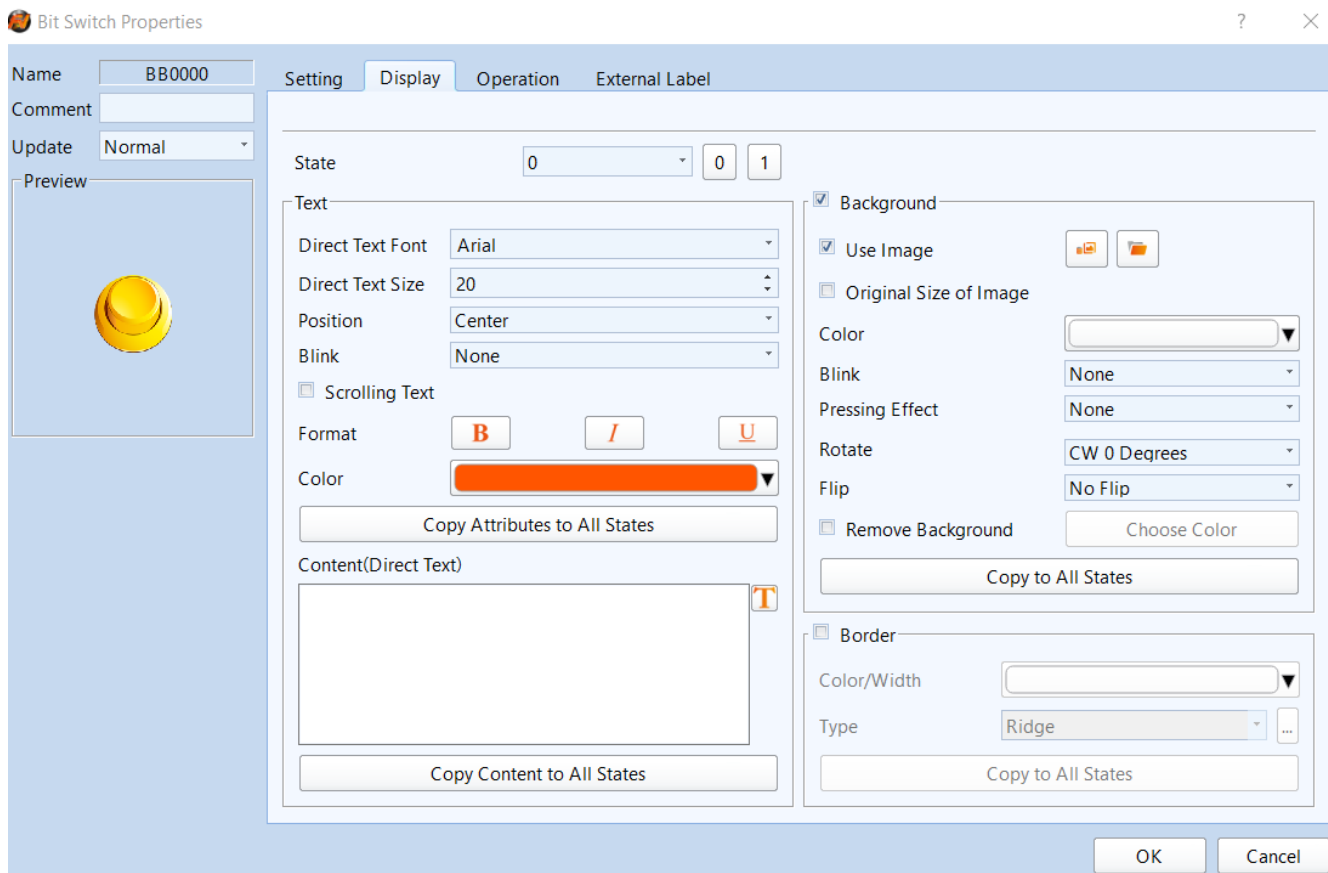 Bit Switch Properties ?
Name BB0000
Comment
Update Normal
Preview
Setting Display Operation External Label
State 0 0 1
Text
Direct Text Font Arial
Direct Text Size 20
Position Center
Blink None
Scrolling Text
Format B I U
Color
Copy Attributes to All States
Content(Direct Text)
T
Copy Content to All States
Background
Use Image
Original Size of Image
Color
Blink None
Pressing Effect None
Rotate CW 0 Degrees
Flip No Flip
Remove Background Choose Color
Copy to All States
Border
Color/Width
Type Ridge ...
Copy to All States
OK Cancel